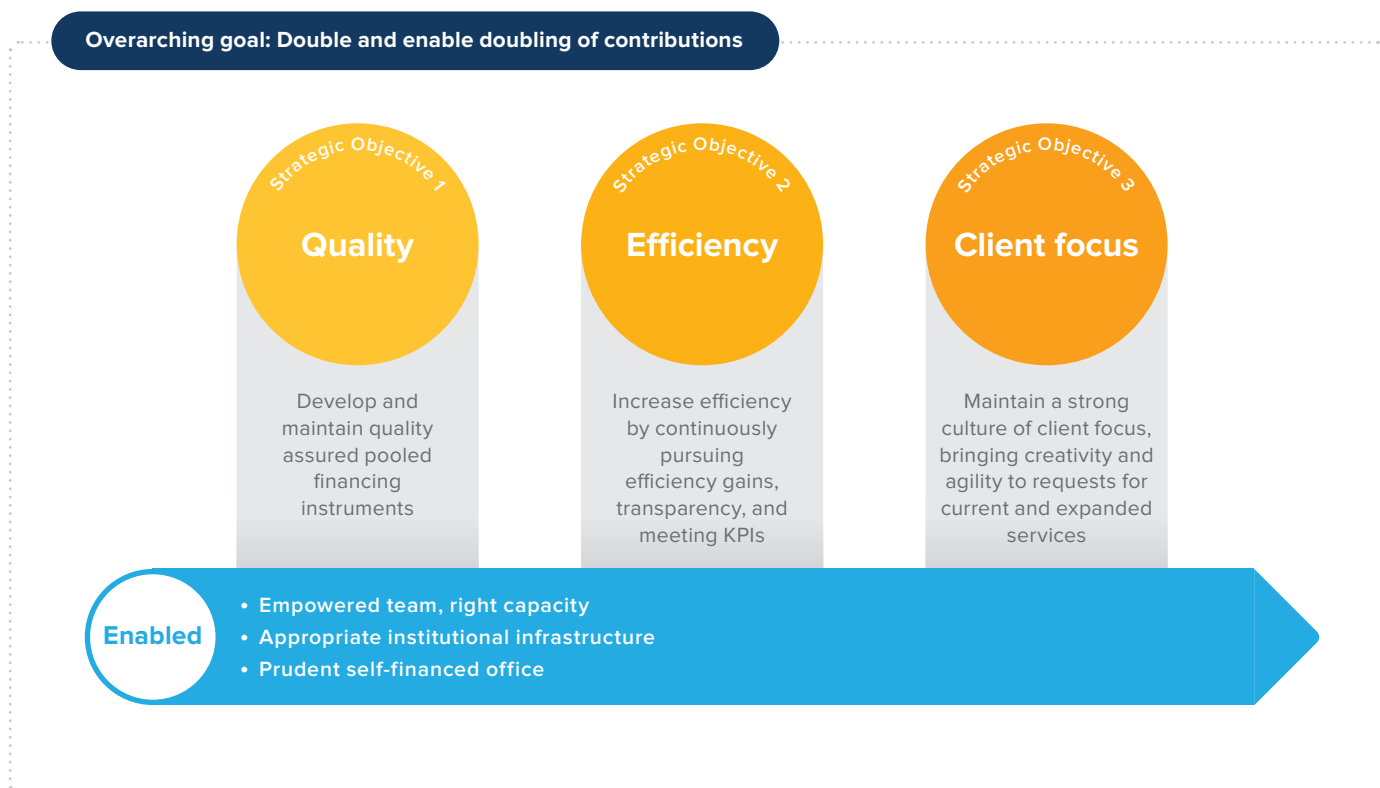 Overarching goal: Double and enable doubling of contributions
Strategic Objective 1
Quality
Develop and
maintain quality
assured pooled
financing
instruments
Strategic Objective 2
Efficiency
Increase efficiency
by continuously
pursuing
efficiency gains,
transparency, and
meeting KPIs
Strategic Objective 3
Client focus
Maintain a strong
culture of client focus,
bringing creativity and
agility to requests for
current and expanded
services
Enabled
• Empowered team, right capacity
• Appropriate institutional infrastructure
• Prudent self-financed office